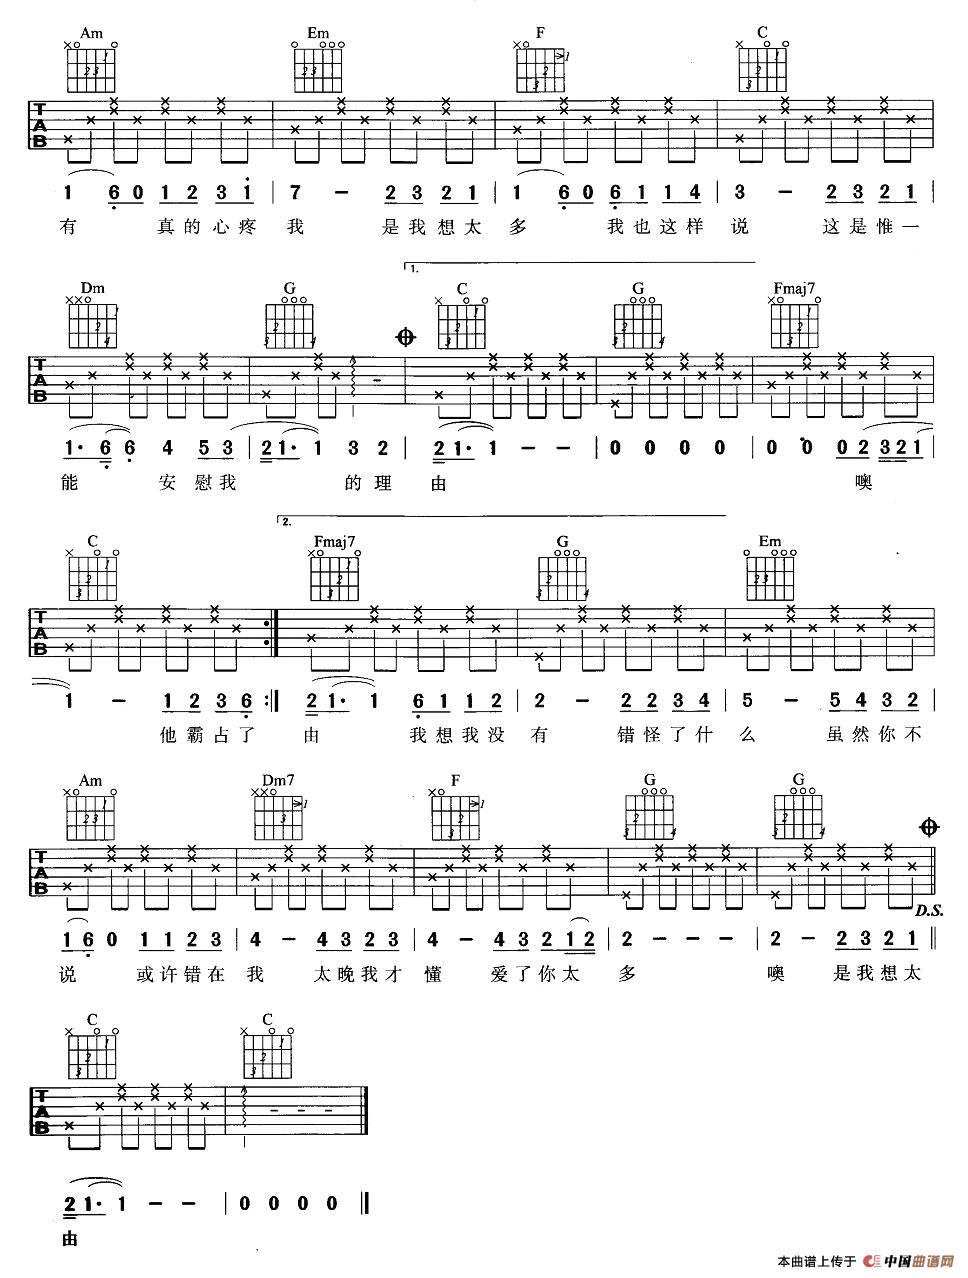 Am Em F C
TAB
1 6 0 1 2 3 1 | 7 - 2 3 2 1 | 1 6 0 6 1 1 4 | 3 - 2 3 2 1 |
有 真的心疼 我 是我想太 多 我也这样 说 这是惟一
1.
Dm G C G Fmaj7
TAB
1· 6 6 4 5 3 | 2 1· 1 3 2 | 2 1· 1 - - | 0 0 0 0 | 0 0 0 2 3 2 1
能 安慰我 的理 由 噢
2.
C Fmaj7 G Em
TAB
1 - 1 2 3 6 :|| 2 1· 1 6 1 1 2 | 2 - 2 2 3 4 | 5 - 5 4 3 2 |
他霸占了 由 我想我没 有 错怪了什 么 虽然你不
Am Dm7 F G G
TAB
D.S.
1 6 0 1 1 2 3 | 4 - 4 3 2 3 | 4 - 4 3 2 1 2 | 2 - - - | 2 - 2 3 2 1 ||
说 或许错在 我 太晚我才 懂 爱了你太 多 噢 是我想太
C C
TAB
2 1· 1 - - | 0 0 0 0 ||
由
本曲谱上传于 中国曲谱网